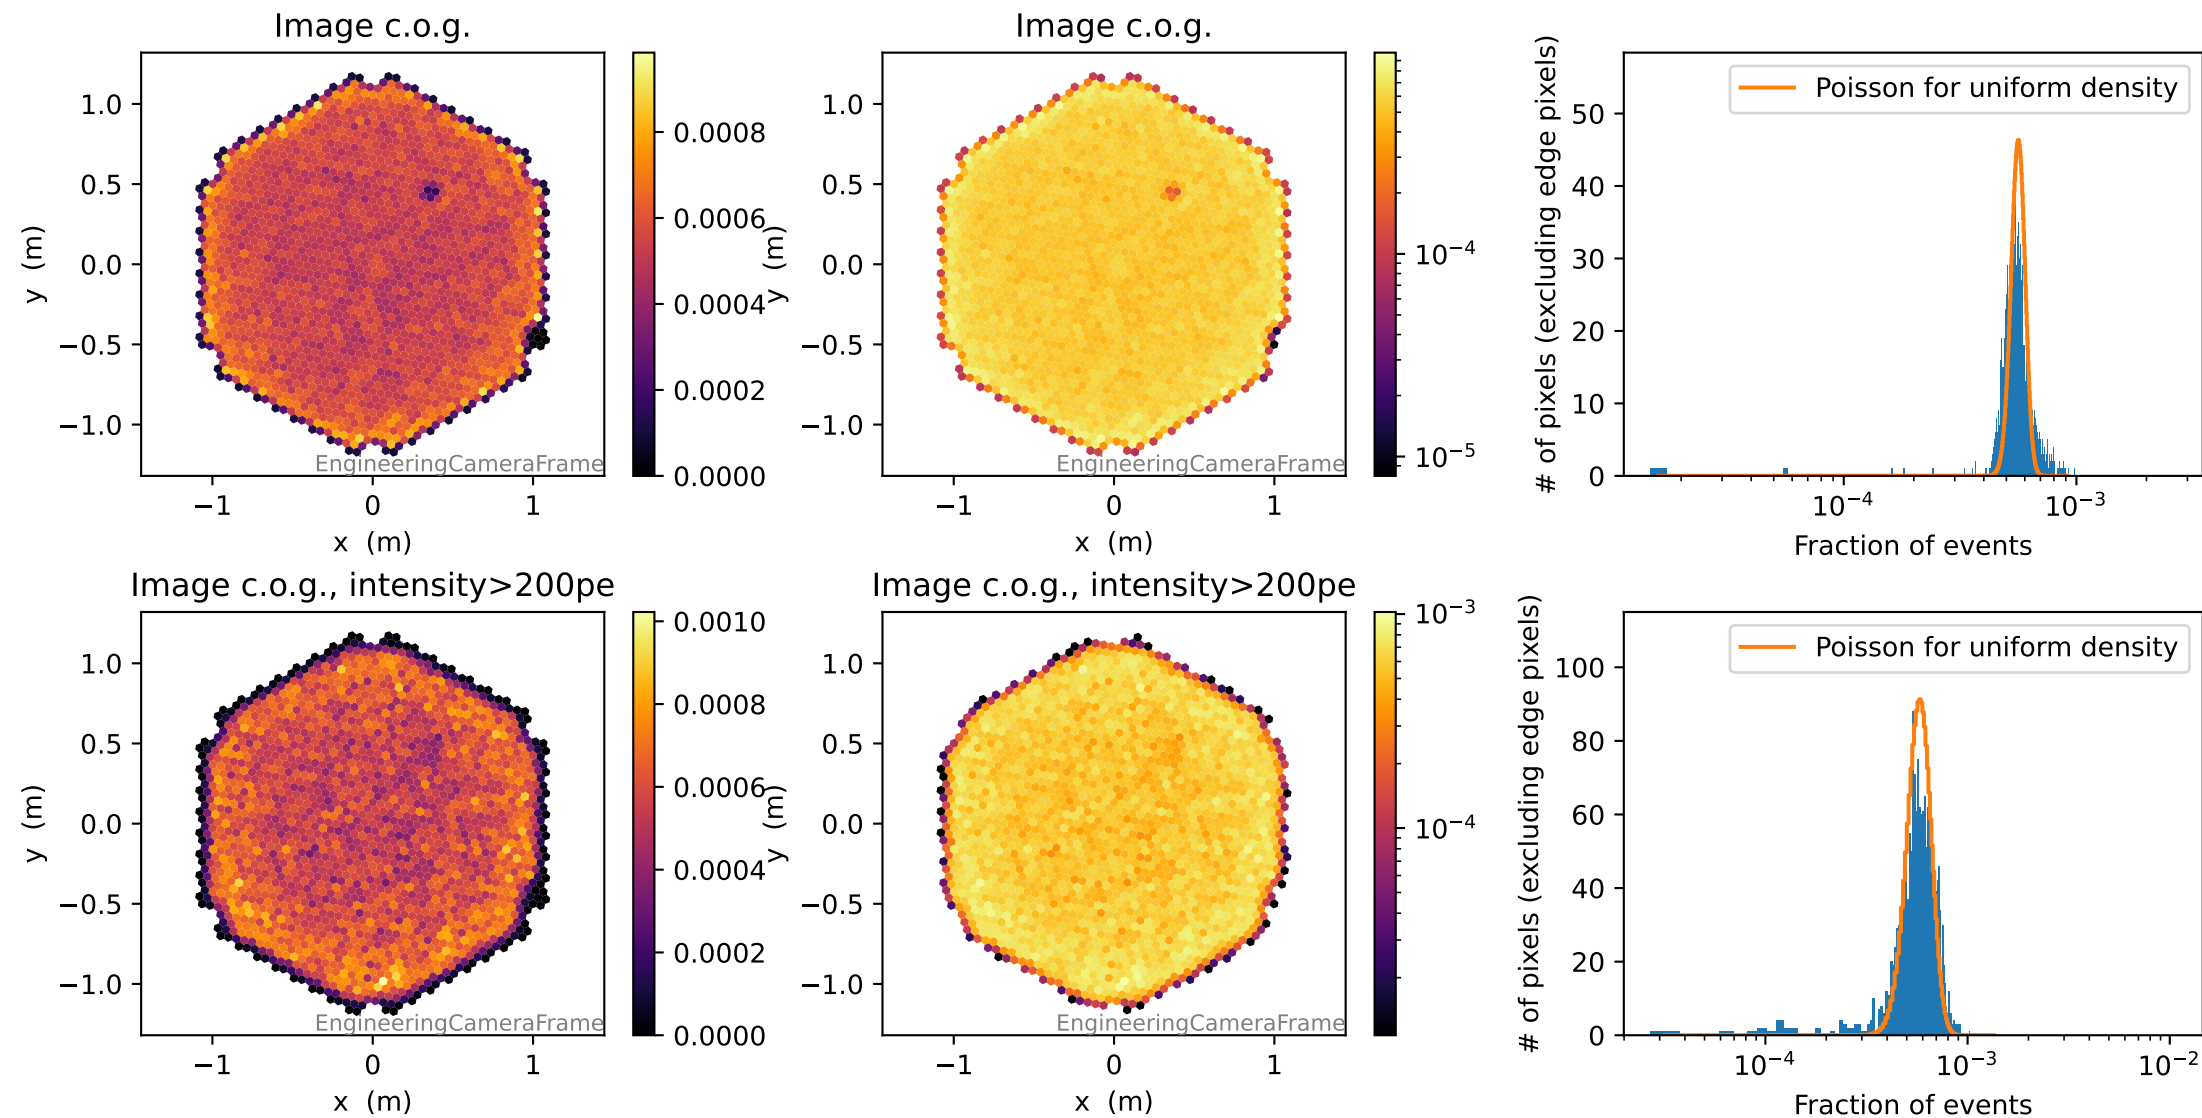 Image c.o.g.
1.0
0.5
0.0
−0.5
−1.0
y (m)
−1
0
1
x (m)
EngineeringCameraFrame
0.0008
0.0006
0.0004
0.0002
0.0000
Image c.o.g.
1.0
0.5
0.0
−0.5
−1.0
y (m)
−1
0
1
x (m)
EngineeringCameraFrame
10⁻⁴
10⁻⁵
# of pixels (excluding edge pixels)
50
40
30
20
10
0
Poisson for uniform density
10⁻⁴
10⁻³
Fraction of events
Image c.o.g., intensity>200pe
1.0
0.5
0.0
−0.5
−1.0
y (m)
−1
0
1
x (m)
EngineeringCameraFrame
0.0010
0.0008
0.0006
0.0004
0.0002
0.0000
Image c.o.g., intensity>200pe
1.0
0.5
0.0
−0.5
−1.0
y (m)
−1
0
1
x (m)
EngineeringCameraFrame
10⁻³
10⁻⁴
# of pixels (excluding edge pixels)
100
80
60
40
20
0
Poisson for uniform density
10⁻⁴
10⁻³
10⁻²
Fraction of events